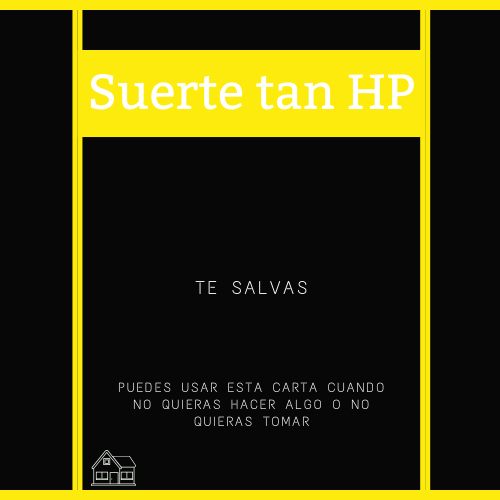 Suerte tan HP
TE SALVAS
PUEDES USAR ESTA CARTA CUANDO
NO QUIERAS HACER ALGO O NO
QUIERAS TOMAR